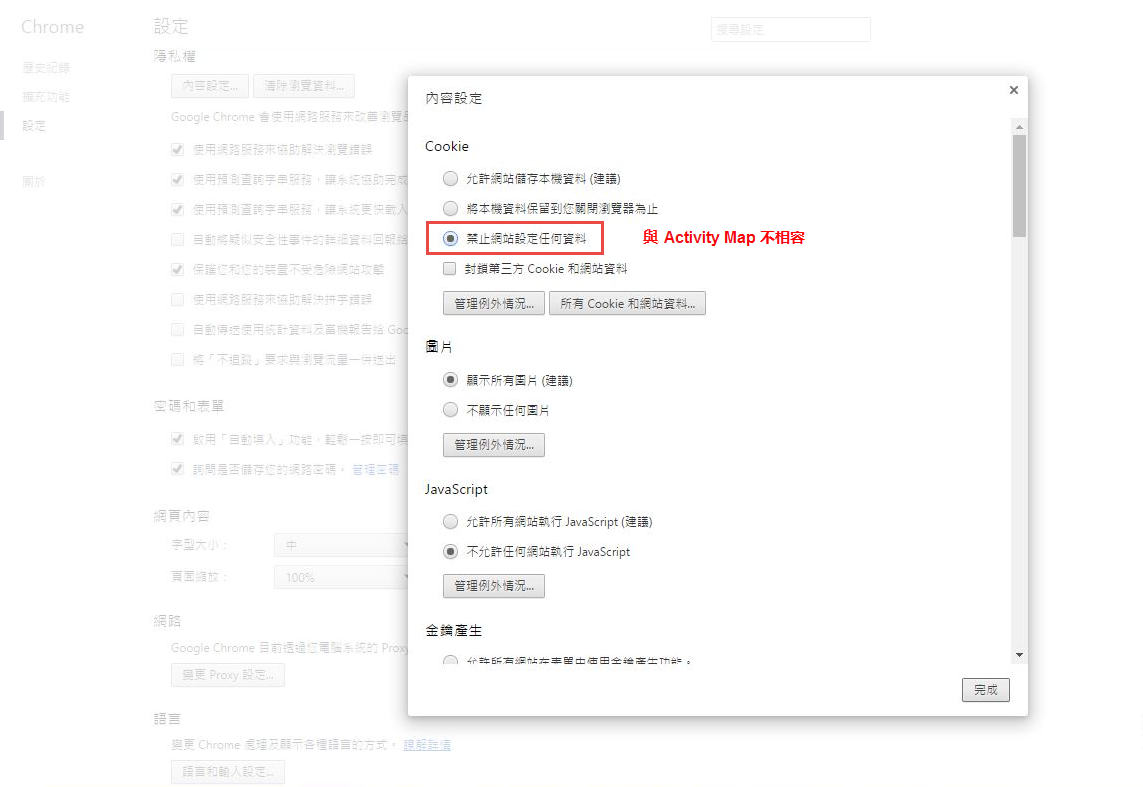 Chrome
設定
搜尋設定
歷史紀錄
擴充功能
設定
關於
隱私權
內容設定...
清除瀏覽資料...
Google Chrome 會使用網路服務來改善瀏覽
使用網路服務來協助解決瀏覽錯誤
使用預測查詢字串服務，讓系統協助完成
使用預測查詢字串服務，讓系統更快載入
自動將疑似安全性事件的詳細資料回報給
保護您和您的裝置不受危險網站攻擊
使用網路服務來協助解決拼字錯誤
自動傳送使用統計資料及當機報告給 Goo
將「不追蹤」要求與瀏覽流量一併送出
密碼和表單
啟用「自動填入」功能，輕鬆一按即可填
詢問是否儲存您的網路密碼。 管理密碼
網頁內容
字型大小：
中
頁面縮放：
100%
網路
Google Chrome 目前透過您電腦系統的 Proxy
變更 Proxy 設定...
語言
變更 Chrome 處理及顯示各種語言的方式。 瞭解詳情
語言和輸入設定...
內容設定
Cookie
允許網站儲存本機資料 (建議)
將本機資料保留到您關閉瀏覽器為止
禁止網站設定任何資料
與 Activity Map 不相容
封鎖第三方 Cookie 和網站資料
管理例外情況...
所有 Cookie 和網站資料...
圖片
顯示所有圖片 (建議)
不顯示任何圖片
管理例外情況...
JavaScript
允許所有網站執行 JavaScript (建議)
不允許任何網站執行 JavaScript
管理例外情況...
金鑰產生
允許所有網站在表單中使用金鑰產生功能。
完成